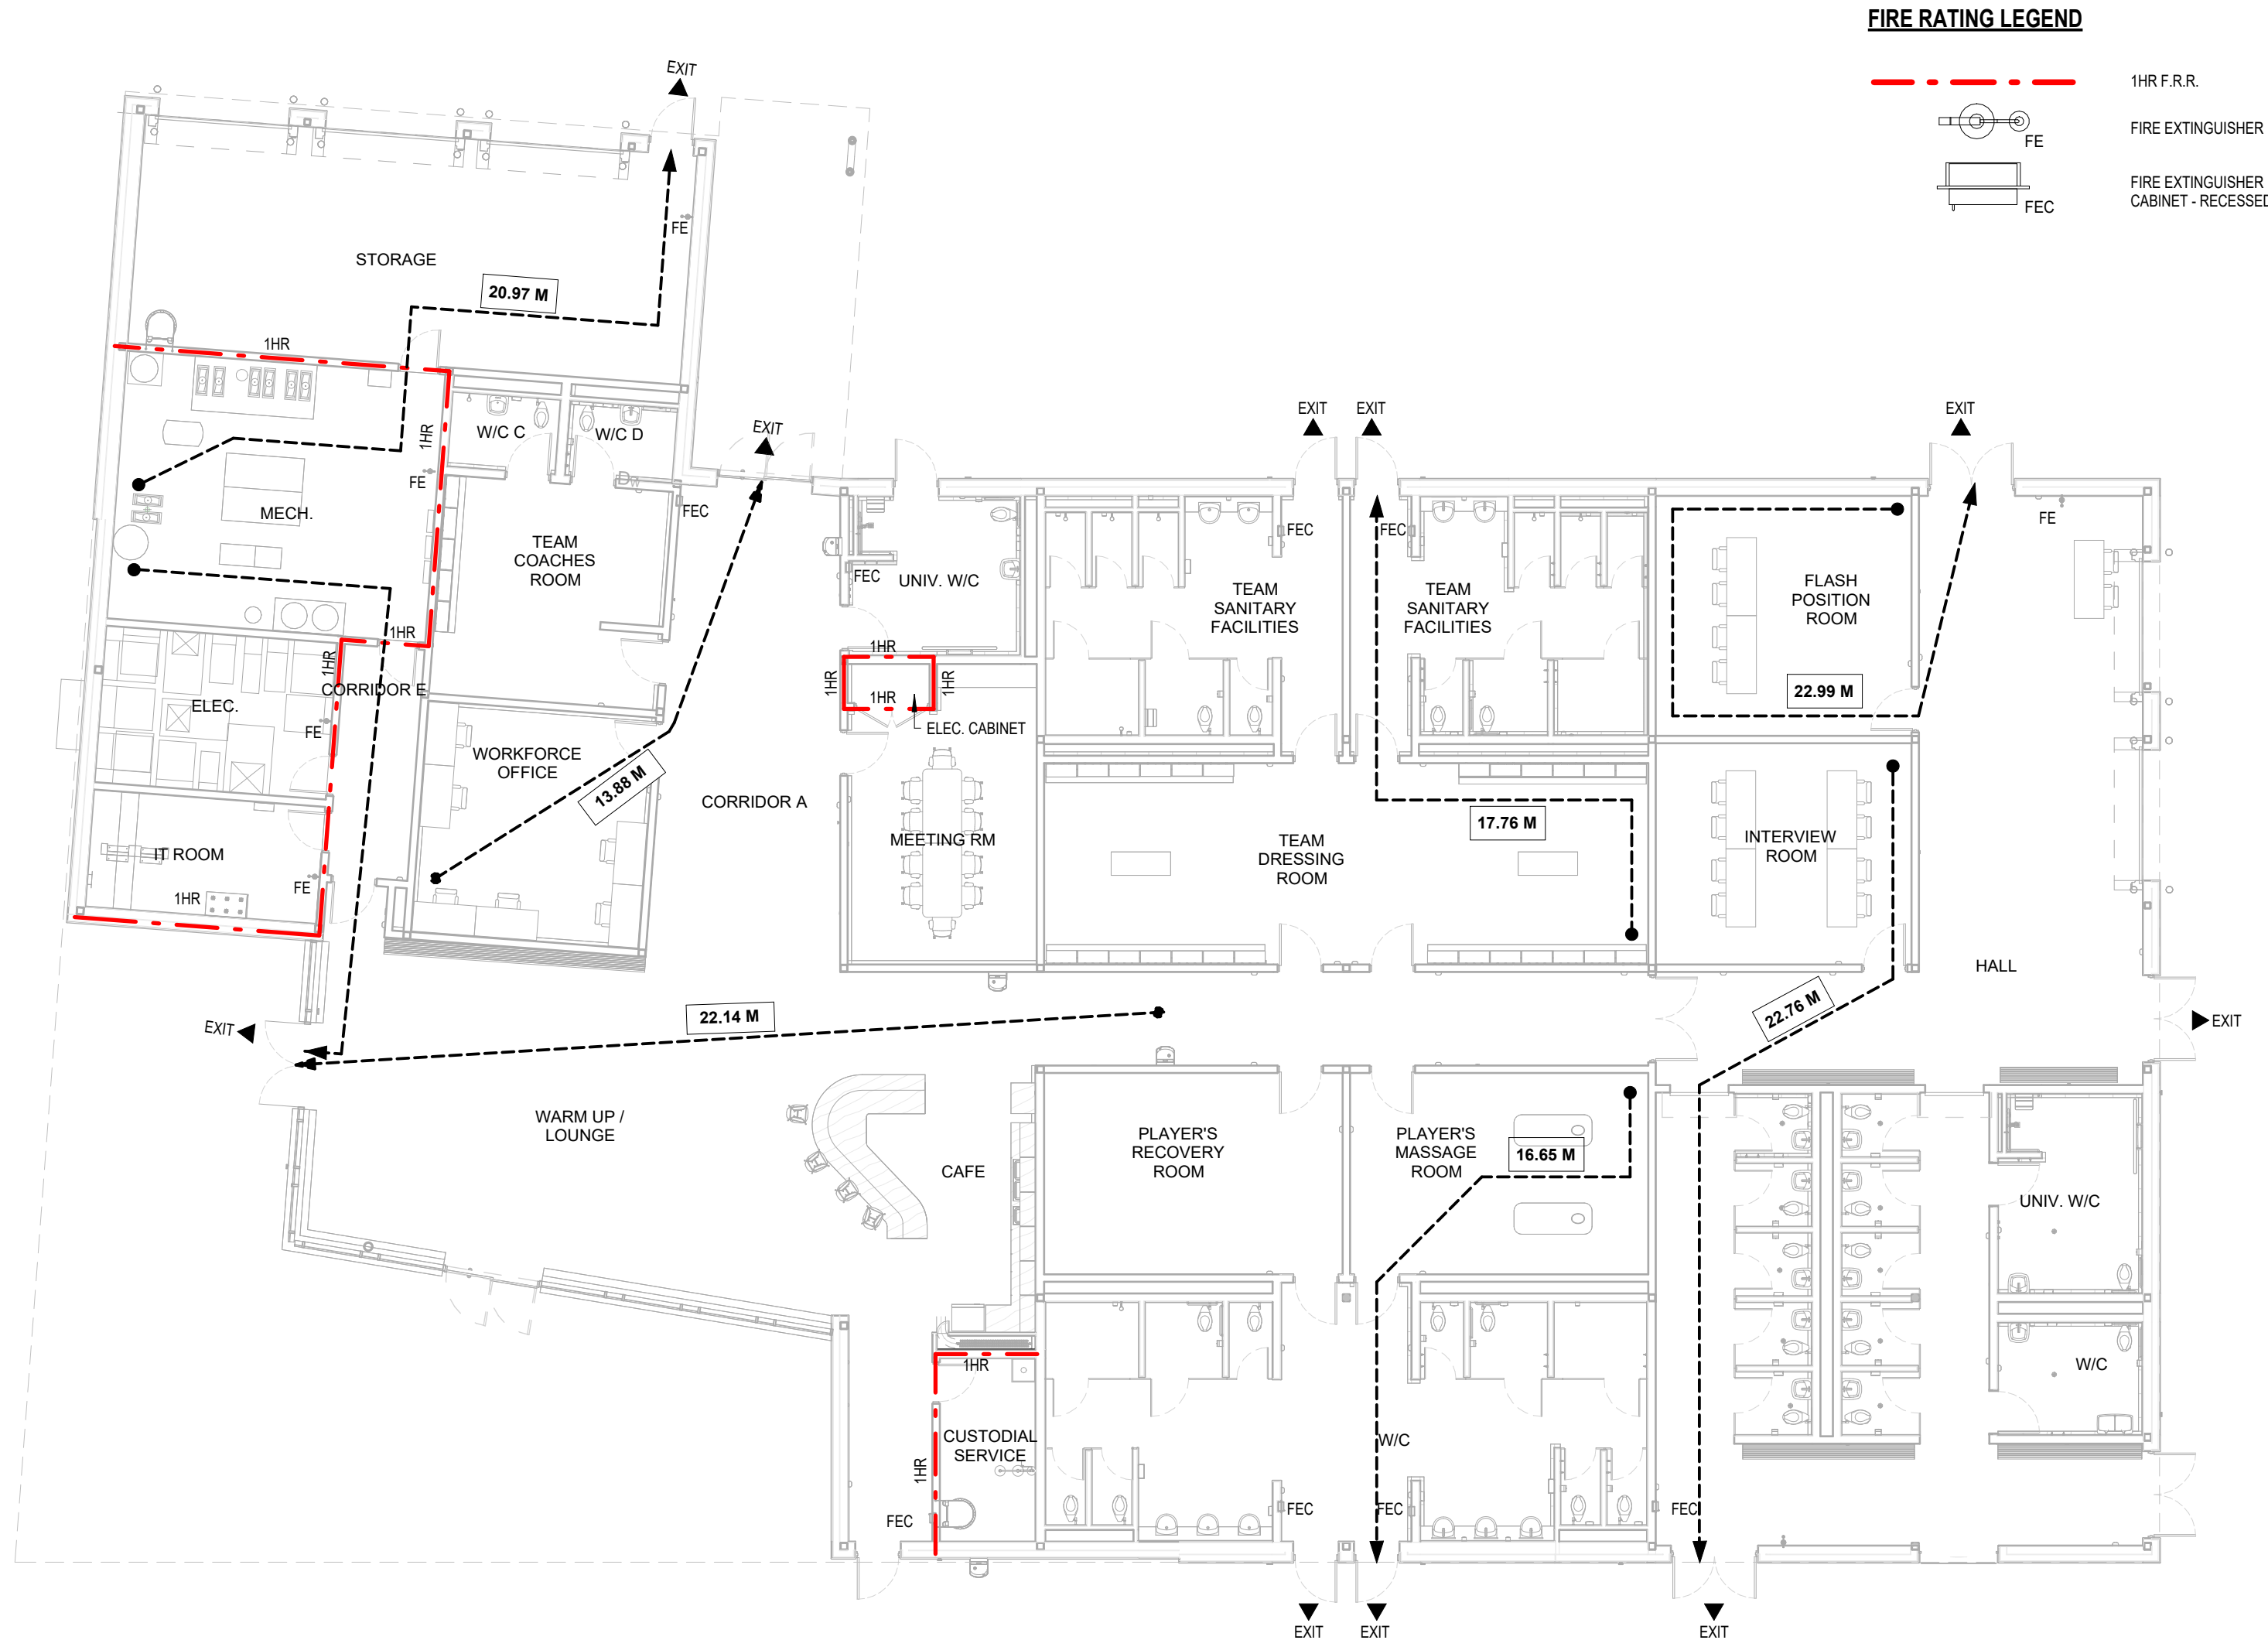 FIRE RATING LEGEND
1HR F.R.R.
FE
FIRE EXTINGUISHER
FEC
FIRE EXTINGUISHER
CABINET - RECESSED
EXIT
FE
STORAGE
20.97 M
1HR
1HR
W/C C
W/C D
EXIT
FE
MECH.
DW
FEC
TEAM
COACHES
ROOM
1HR
1HR
CORRIDOR E
ELEC.
FE
WORKFORCE
OFFICE
13.88 M
CORRIDOR A
IT ROOM
FE
1HR
EXIT
EXIT
EXIT
FEC
UNIV. W/C
FEC
FEC
FE
TEAM
SANITARY
FACILITIES
TEAM
SANITARY
FACILITIES
FLASH
POSITION
ROOM
1HR
1HR
1HR
1HR
ELEC. CABINET
22.99 M
MEETING RM
TEAM
DRESSING
ROOM
17.76 M
INTERVIEW
ROOM
HALL
EXIT
22.14 M
22.76 M
EXIT
WARM UP /
LOUNGE
CAFE
PLAYER'S
RECOVERY
ROOM
PLAYER'S
MASSAGE
ROOM
16.65 M
UNIV. W/C
1HR
W/C
CUSTODIAL
SERVICE
1HR
W/C
FEC
FEC
FEC
FEC
EXIT
EXIT
EXIT